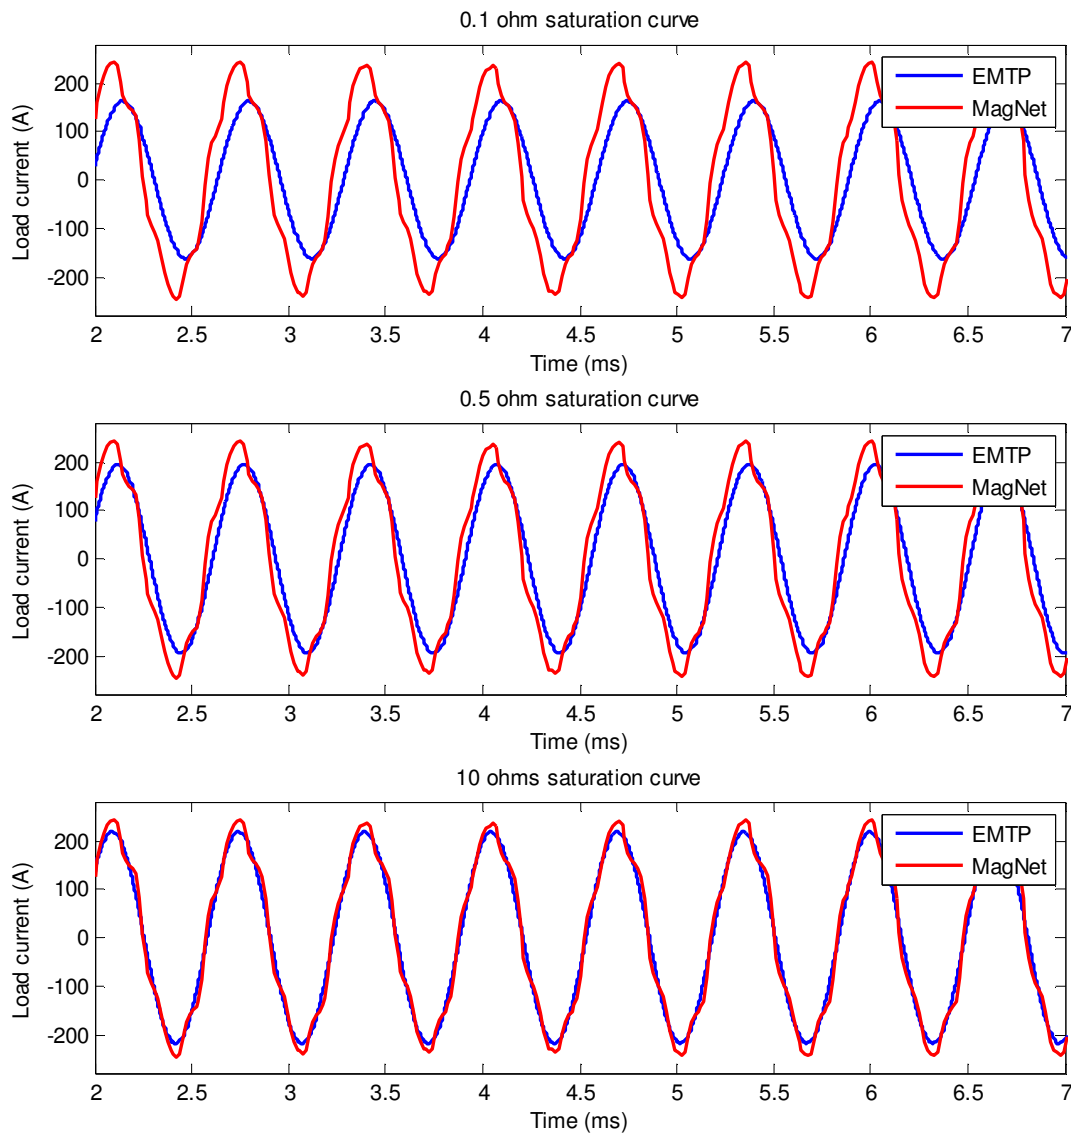 0.1 ohm saturation curve
Load current (A)
200
100
0
-100
-200
EMTP
MagNet
2 2.5 3 3.5 4 4.5 5 5.5 6 6.5 7
Time (ms)
0.5 ohm saturation curve
Load current (A)
200
100
0
-100
-200
EMTP
MagNet
2 2.5 3 3.5 4 4.5 5 5.5 6 6.5 7
Time (ms)
10 ohms saturation curve
Load current (A)
200
100
0
-100
-200
EMTP
MagNet
2 2.5 3 3.5 4 4.5 5 5.5 6 6.5 7
Time (ms)